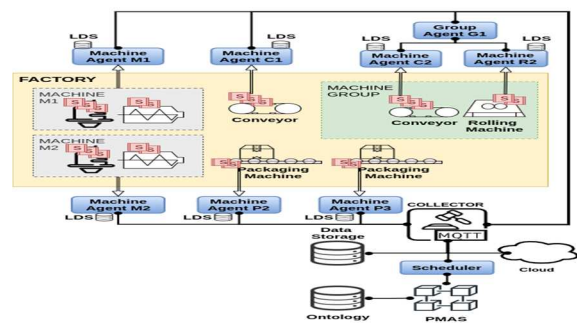 Group
Agent G1
LDS
LDS
LDS
LDS
Machine
Agent M1
Machine
Agent C1
Machine
Agent C2
Machine
Agent R2
FACTORY
MACHINE
M1
S S S
S S S
MACHINE
GROUP
S S S
S S S
Conveyor
Conveyor
Rolling
Machine
MACHINE
M2
S S S
S S
Packaging
Machine
S S
Packaging
Machine
Machine
Agent M2
Machine
Agent P2
Machine
Agent P3
LDS
LDS
LDS
COLLECTOR
MQTT
Data
Storage
Scheduler
Cloud
Ontology
PMAS